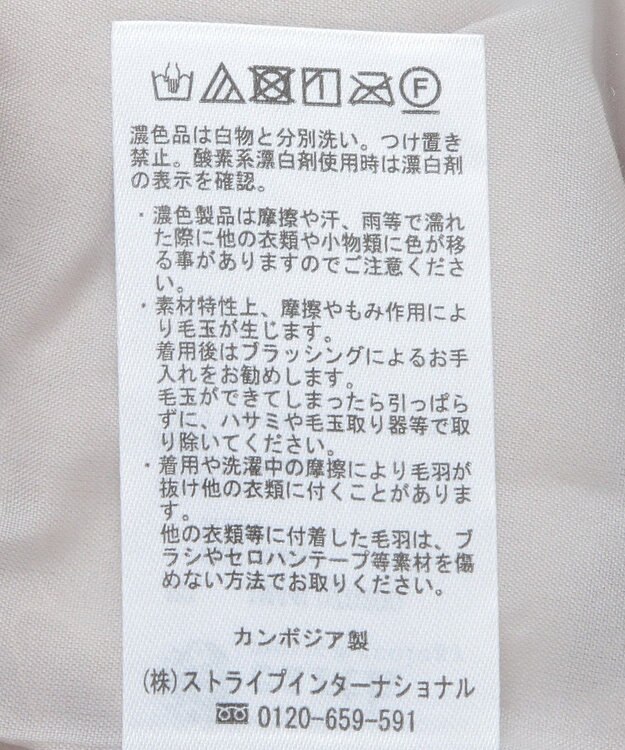 F
濃色品は白物と分別洗い。つけ置き
禁止。酸素系漂白剤使用時は漂白剤
の表示を確認。
・濃色製品は摩擦や汗、雨等で濡れ
た際に他の衣類や小物類に色が移
る事がありますのでご注意くださ
い。
・素材特性上、摩擦やもみ作用によ
り毛玉が生じます。
着用後はブラッシングによるお手
入れをお勧めします。
毛玉ができてしまったら引っぱら
ずに、ハサミや毛玉取り器等で取
り除いてください。
・着用や洗濯中の摩擦により毛羽が
抜け他の衣類に付くことがありま
す。
他の衣類等に付着した毛羽は、ブ
ラシやセロハンテープ等素材を傷
めない方法でお取りください。
カンボジア製
(株)ストライプインターナショナル
0120-659-591